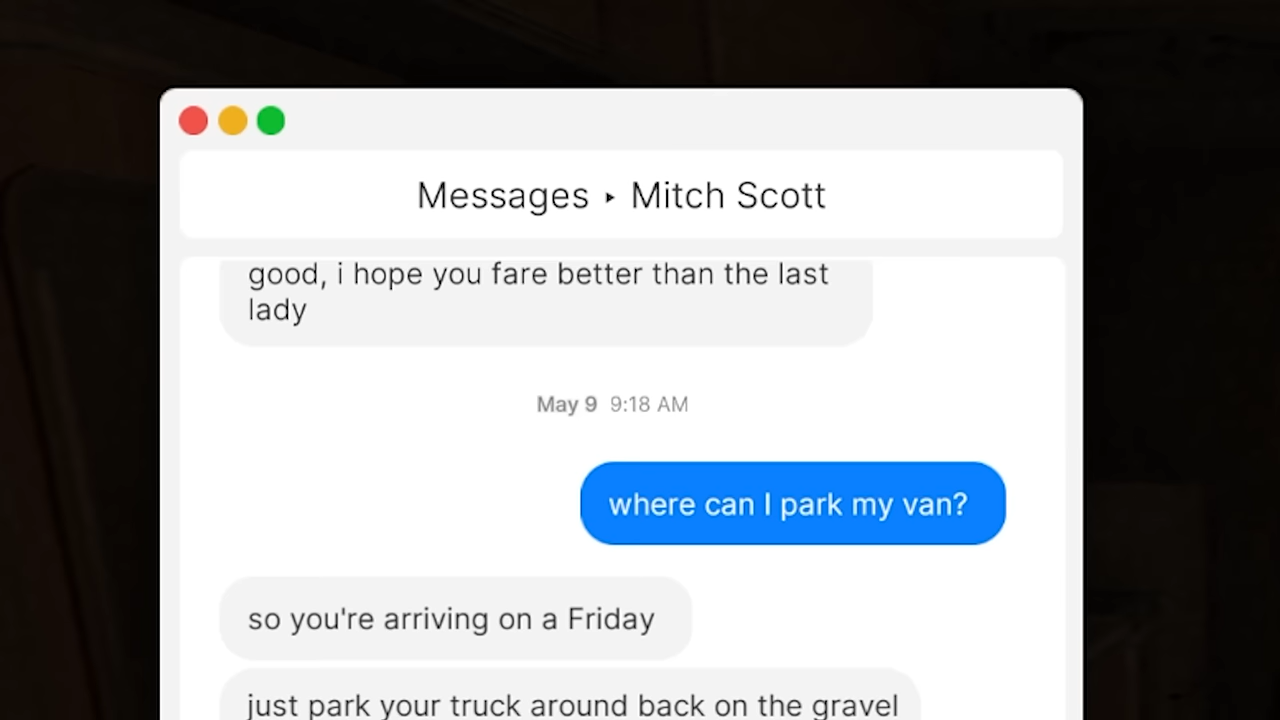 Messages ▸ Mitch Scott
good, i hope you fare better than the last
lady
May 9 9:18 AM
where can I park my van?
so you're arriving on a Friday
just park your truck around back on the gravel